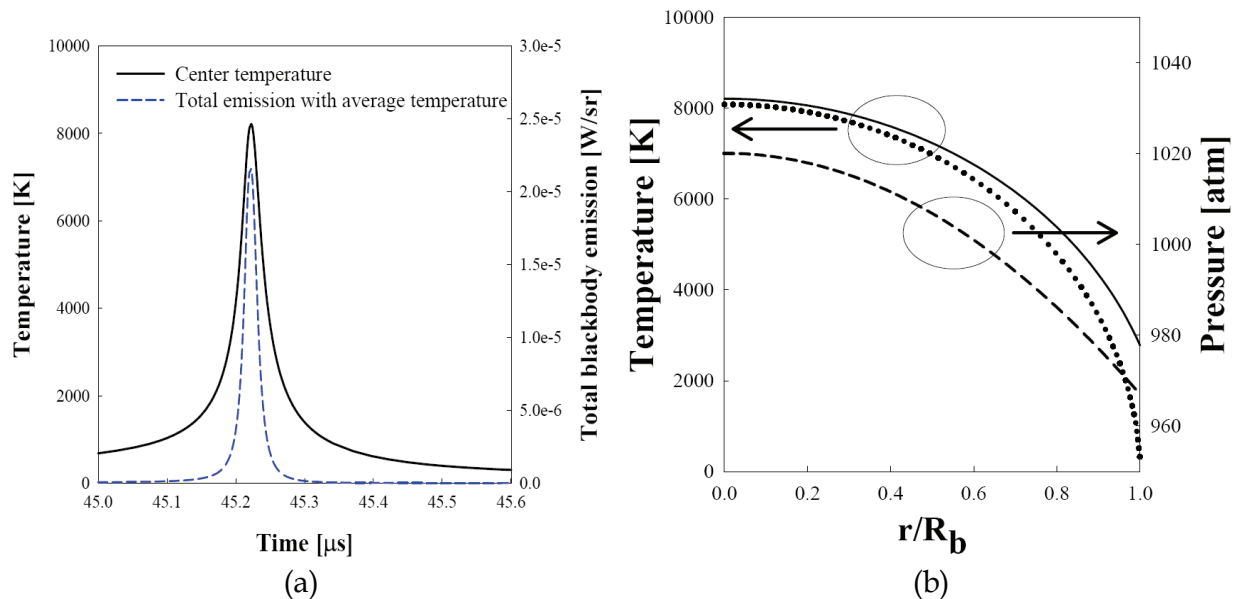 10000
8000
6000
4000
2000
0
Temperature [K]
Center temperature
Total emission with average temperature
3.0e-5
2.5e-5
2.0e-5
1.5e-5
1.0e-5
5.0e-6
0.0
Total blackbody emission [W/sr]
45.0 45.1 45.2 45.3 45.4 45.5 45.6
Time [μs]
(a)
10000
8000
6000
4000
2000
0
Temperature [K]
1040
1020
1000
980
960
Pressure [atm]
0.0 0.2 0.4 0.6 0.8 1.0
r/Rb
(b)